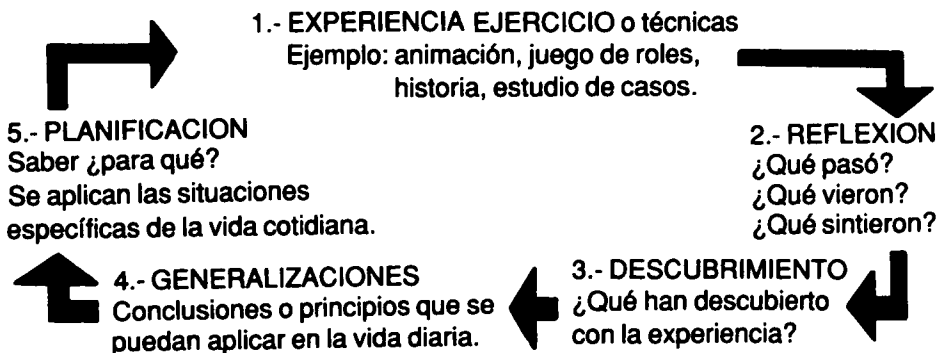 1.- EXPERIENCIA EJERCICIO o técnicas
Ejemplo: animación, juego de roles,
historia, estudio de casos.
2.- REFLEXION
¿Qué pasó?
¿Qué vieron?
¿Qué sintieron?
3.- DESCUBRIMIENTO
¿Qué han descubierto
con la experiencia?
4.- GENERALIZACIONES
Conclusiones o principios que se
puedan aplicar en la vida diaria.
5.- PLANIFICACION
Saber ¿para qué?
Se aplican las situaciones
específicas de la vida cotidiana.